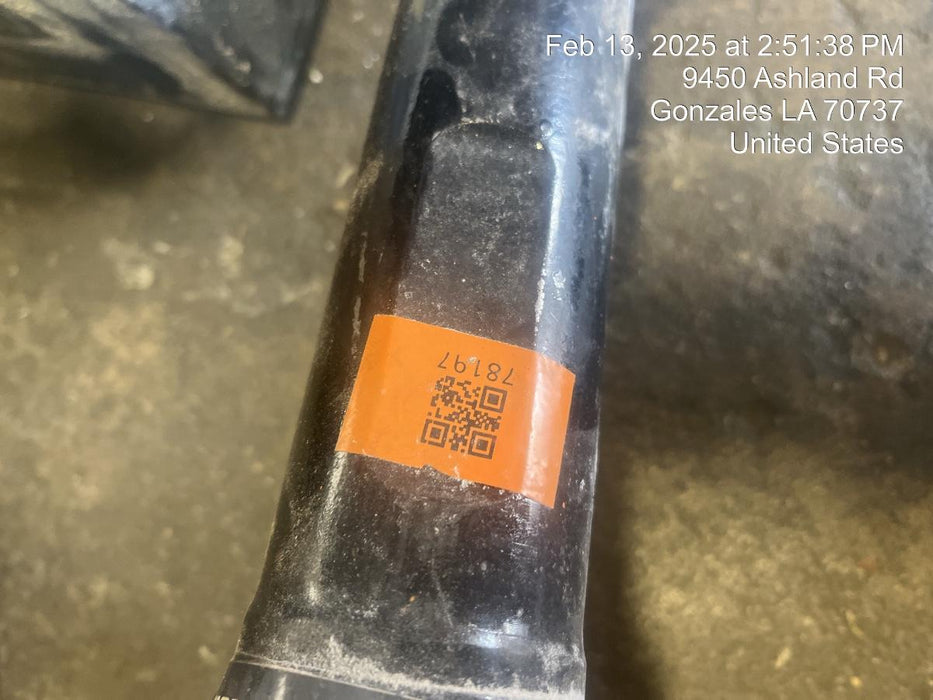 Feb 13, 2025 at 2:51:38 PM
9450 Ashland Rd
Gonzales LA 70737
United States
78197